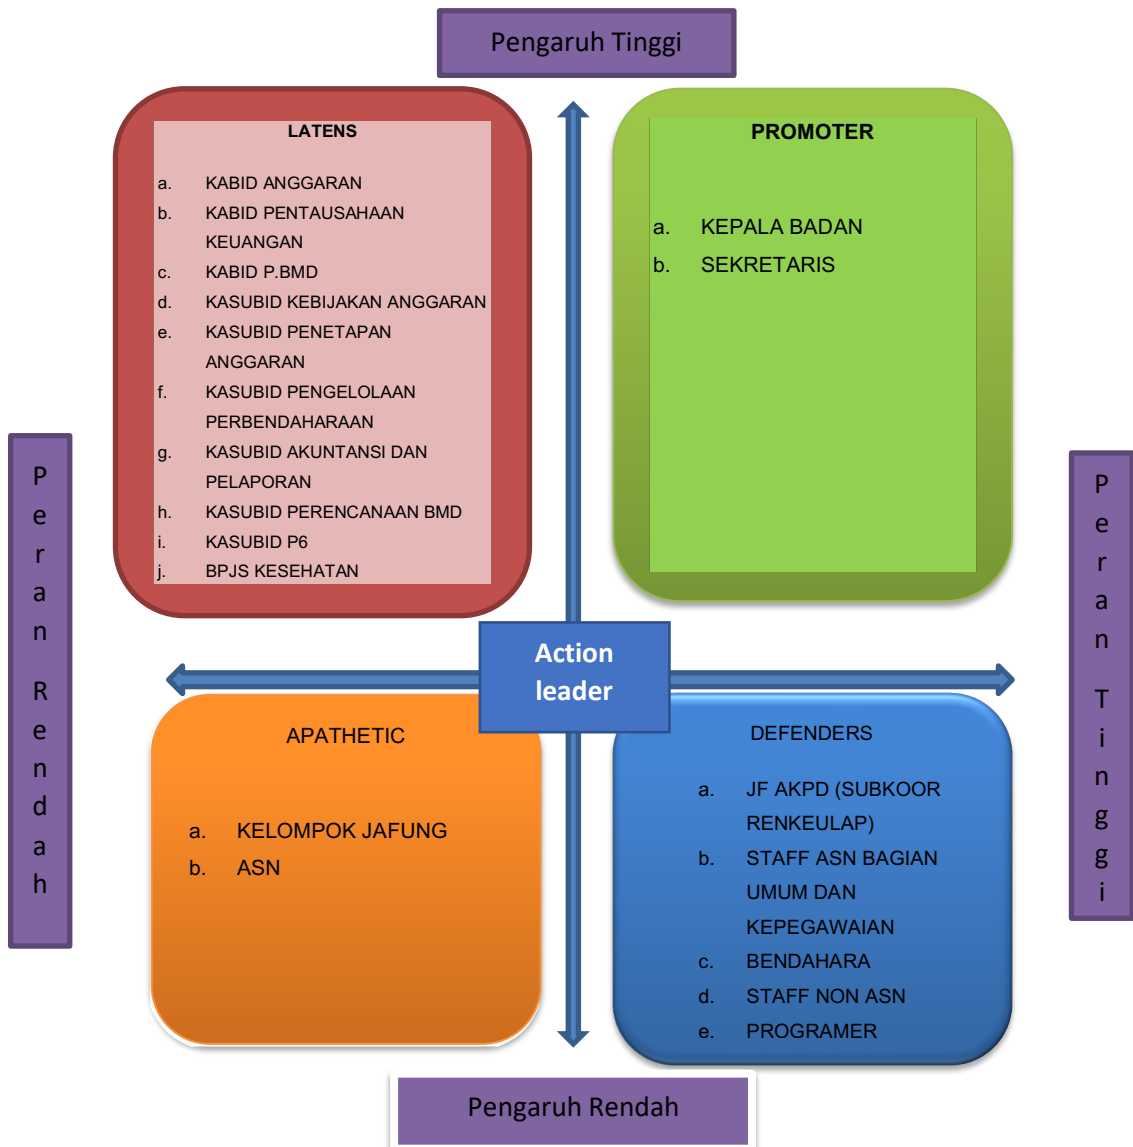 Pengaruh Tinggi
LATENS
a. KABID ANGGARAN
b. KABID PENTAUSAHAAN
KEUANGAN
c. KABID P.BMD
d. KASUBID KEBIJAKAN ANGGARAN
e. KASUBID PENETAPAN
ANGGARAN
f. KASUBID PENGELOLAAN
PERBENDAHARAAN
g. KASUBID AKUNTANSI DAN
PELAPORAN
h. KASUBID PERENCANAAN BMD
i. KASUBID P6
j. BPJS KESEHATAN
PROMOTER
a. KEPALA BADAN
b. SEKRETARIS
Peran Rendah
Peran Tinggi
Action
leader
APATHETIC
a. KELOMPOK JAFUNG
b. ASN
DEFENDERS
a. JF AKPD (SUBKOOR
RENKEULAP)
b. STAFF ASN BAGIAN
UMUM DAN
KEPEGAWAIAN
c. BENDAHARA
d. STAFF NON ASN
e. PROGRAMER
Pengaruh Rendah